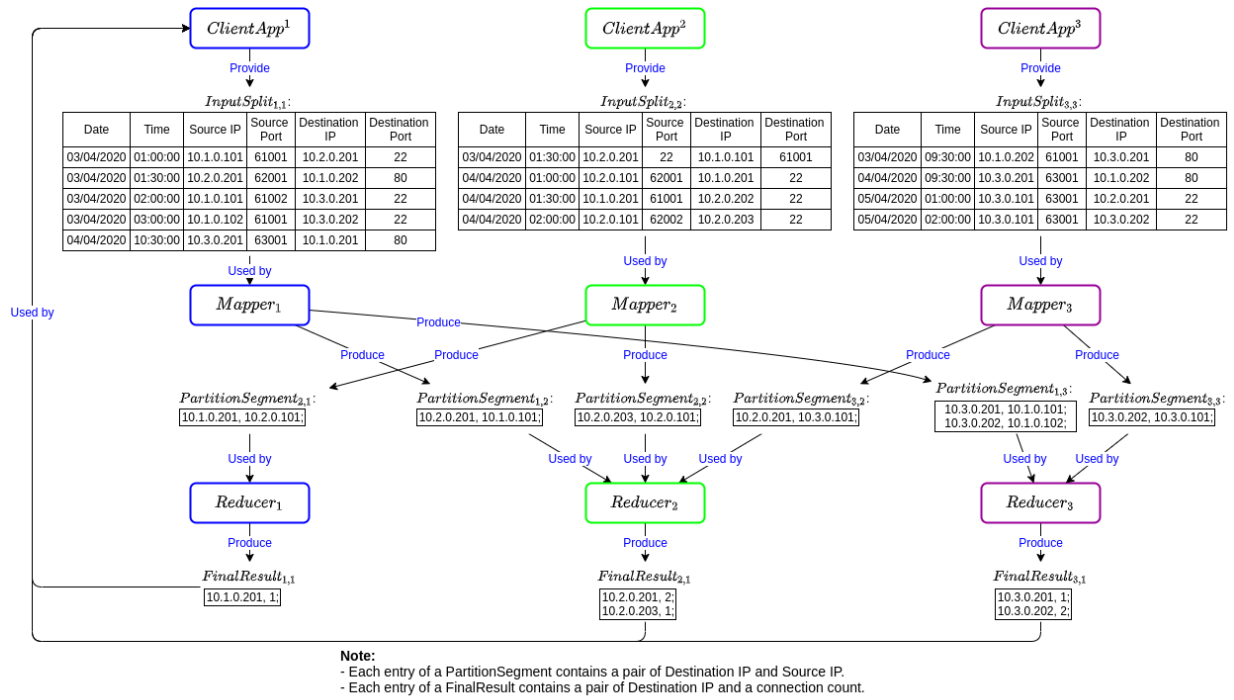 ClientApp¹ ClientApp² ClientApp³
Provide Provide Provide
InputSplit₁,₁: InputSplit₂,₂: InputSplit₃,₃:
Date Time Source IP Source Port Destination IP Destination Port
03/04/2020 01:00:00 10.1.0.101 61001 10.2.0.201 22
03/04/2020 01:30:00 10.2.0.201 62001 10.1.0.202 80
03/04/2020 02:00:00 10.1.0.101 61002 10.3.0.201 22
03/04/2020 03:00:00 10.1.0.102 61001 10.3.0.202 22
04/04/2020 10:30:00 10.3.0.201 63001 10.1.0.201 80
Date Time Source IP Source Port Destination IP Destination Port
03/04/2020 01:30:00 10.2.0.201 22 10.1.0.101 61001
04/04/2020 01:00:00 10.2.0.101 62001 10.1.0.201 22
04/04/2020 01:30:00 10.1.0.201 61001 10.2.0.202 22
04/04/2020 02:00:00 10.2.0.101 62002 10.2.0.203 22
Date Time Source IP Source Port Destination IP Destination Port
03/04/2020 09:30:00 10.1.0.202 61001 10.3.0.201 80
04/04/2020 09:30:00 10.3.0.201 63001 10.1.0.202 80
05/04/2020 01:00:00 10.3.0.101 63001 10.2.0.201 22
05/04/2020 02:00:00 10.3.0.101 63001 10.3.0.202 22
Used by Used by Used by
Mapper₁ Mapper₂ Mapper₃
Used by
Produce
Produce Produce Produce Produce Produce
PartitionSegment₂,₁:
10.1.0.201, 10.2.0.101;
PartitionSegment₁,₂:
10.2.0.201, 10.1.0.101;
PartitionSegment₂,₂:
10.2.0.203, 10.2.0.101;
PartitionSegment₃,₂:
10.2.0.201, 10.3.0.101;
PartitionSegment₁,₃:
10.3.0.201, 10.1.0.101;
10.3.0.202, 10.1.0.102;
PartitionSegment₃,₃:
10.3.0.202, 10.3.0.101;
Used by Used by Used by Used by Used by Used by
Reducer₁ Reducer₂ Reducer₃
Produce Produce Produce
FinalResult₁,₁
10.1.0.201, 1;
FinalResult₂,₁
10.2.0.201, 2;
10.2.0.203, 1;
FinalResult₃,₁
10.3.0.201, 1;
10.3.0.202, 2;
Note:
- Each entry of a PartitionSegment contains a pair of Destination IP and Source IP.
- Each entry of a FinalResult contains a pair of Destination IP and a connection count.